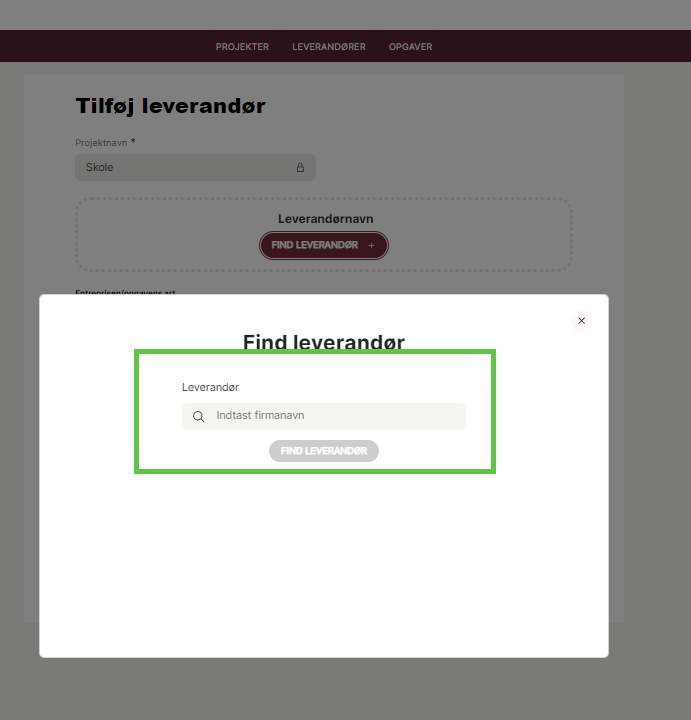 PROJEKTER LEVERANDØRER OPGAVER
Tilføj leverandør
Projektnavn *
Skole
Leverandørnavn
FIND LEVERANDØR +
Entreprisen/opgavens art
Find leverandør
Leverandør
Indtast firmanavn
FIND LEVERANDØR